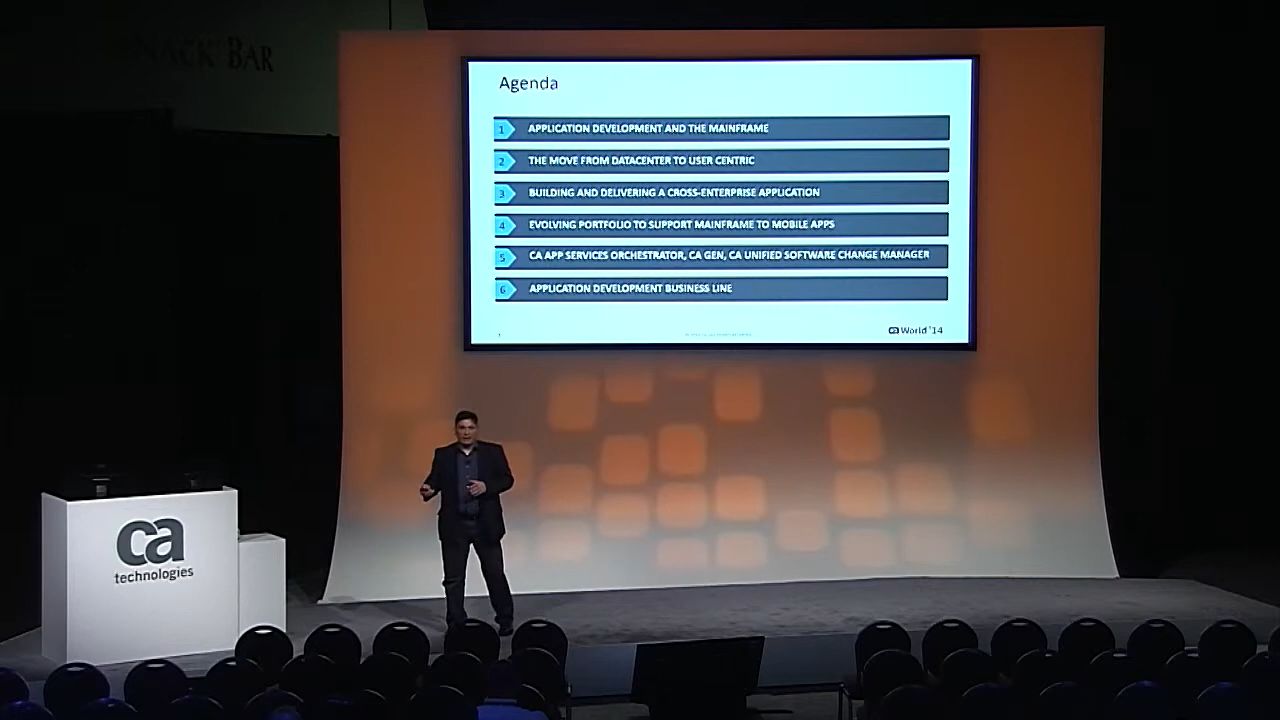 SNACK BAR
Agenda
1 APPLICATION DEVELOPMENT AND THE MAINFRAME
2 THE MOVE FROM DATACENTER TO USER CENTRIC
3 BUILDING AND DELIVERING A CROSS-ENTERPRISE APPLICATION
4 EVOLVING PORTFOLIO TO SUPPORT MAINFRAME TO MOBILE APPS
5 CA APP SERVICES ORCHESTRATOR, CA GEN, CA UNIFIED SOFTWARE CHANGE MANAGER
6 APPLICATION DEVELOPMENT BUSINESS LINE
ca World '14
ca
technologies